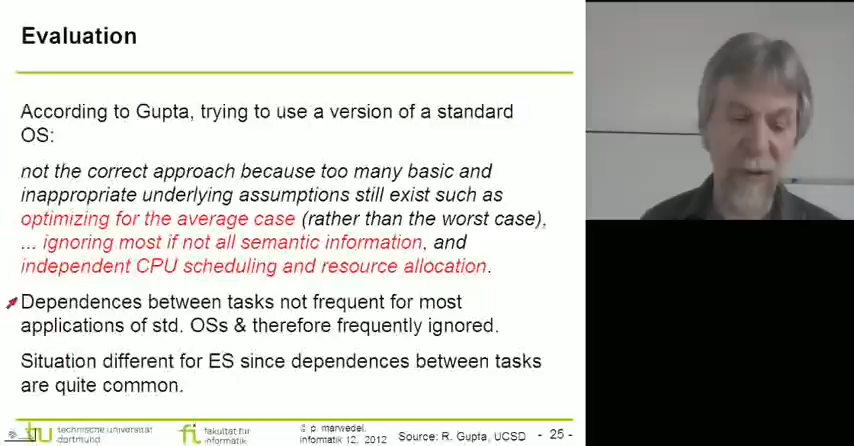 Evaluation
According to Gupta, trying to use a version of a standard
OS:
not the correct approach because too many basic and
inappropriate underlying assumptions still exist such as
optimizing for the average case (rather than the worst case),
... ignoring most if not all semantic information, and
independent CPU scheduling and resource allocation.
Dependences between tasks not frequent for most
applications of std. OSs & therefore frequently ignored.
Situation different for ES since dependences between tasks
are quite common.
tu technische universität
dortmund
fi fakultät für
informatik
© p. marwedel,
informatik 12, 2012
Source: R. Gupta, UCSD
- 25 -